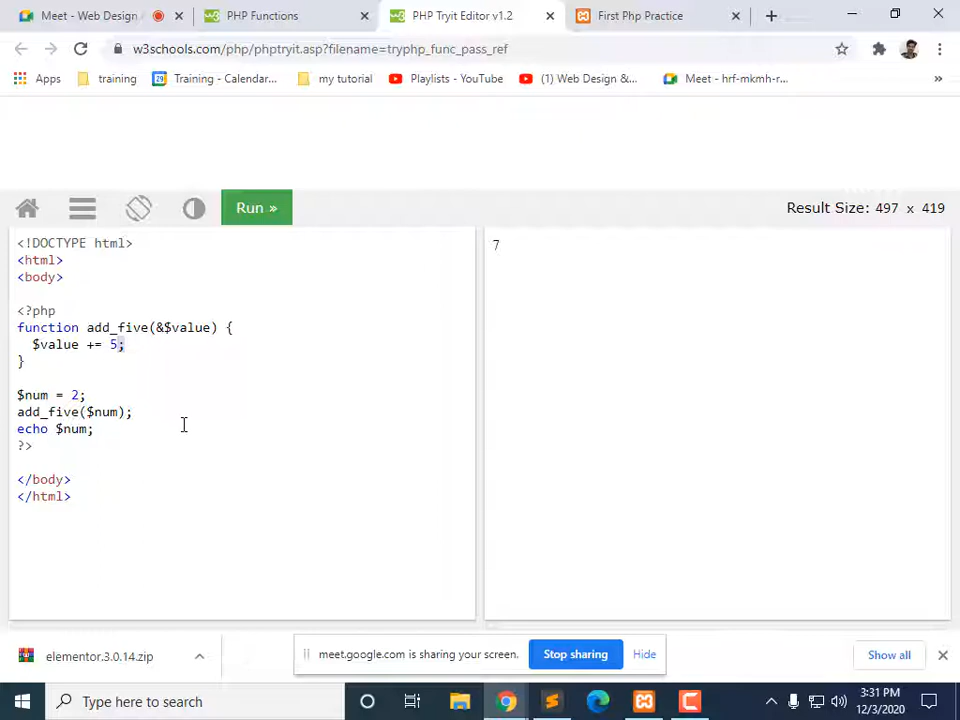 Meet - Web Design
PHP Functions
PHP Tryit Editor v1.2
First Php Practice
w3schools.com/php/phptryit.asp?filename=tryphp_func_pass_ref
Apps
training
Training - Calendar...
my tutorial
Playlists - YouTube
(1) Web Design &...
Meet - hrf-mkmh-r...
»
Run »
Result Size: 497 x 419
<!DOCTYPE html>
<html>
<body>
<?php
function add_five(&$value) {
$value += 5;
}
$num = 2;
add_five($num);
echo $num;
?>
</body>
</html>
7
elementor.3.0.14.zip
meet.google.com is sharing your screen.
Stop sharing
Hide
Show all
Type here to search
3:31 PM
12/3/2020